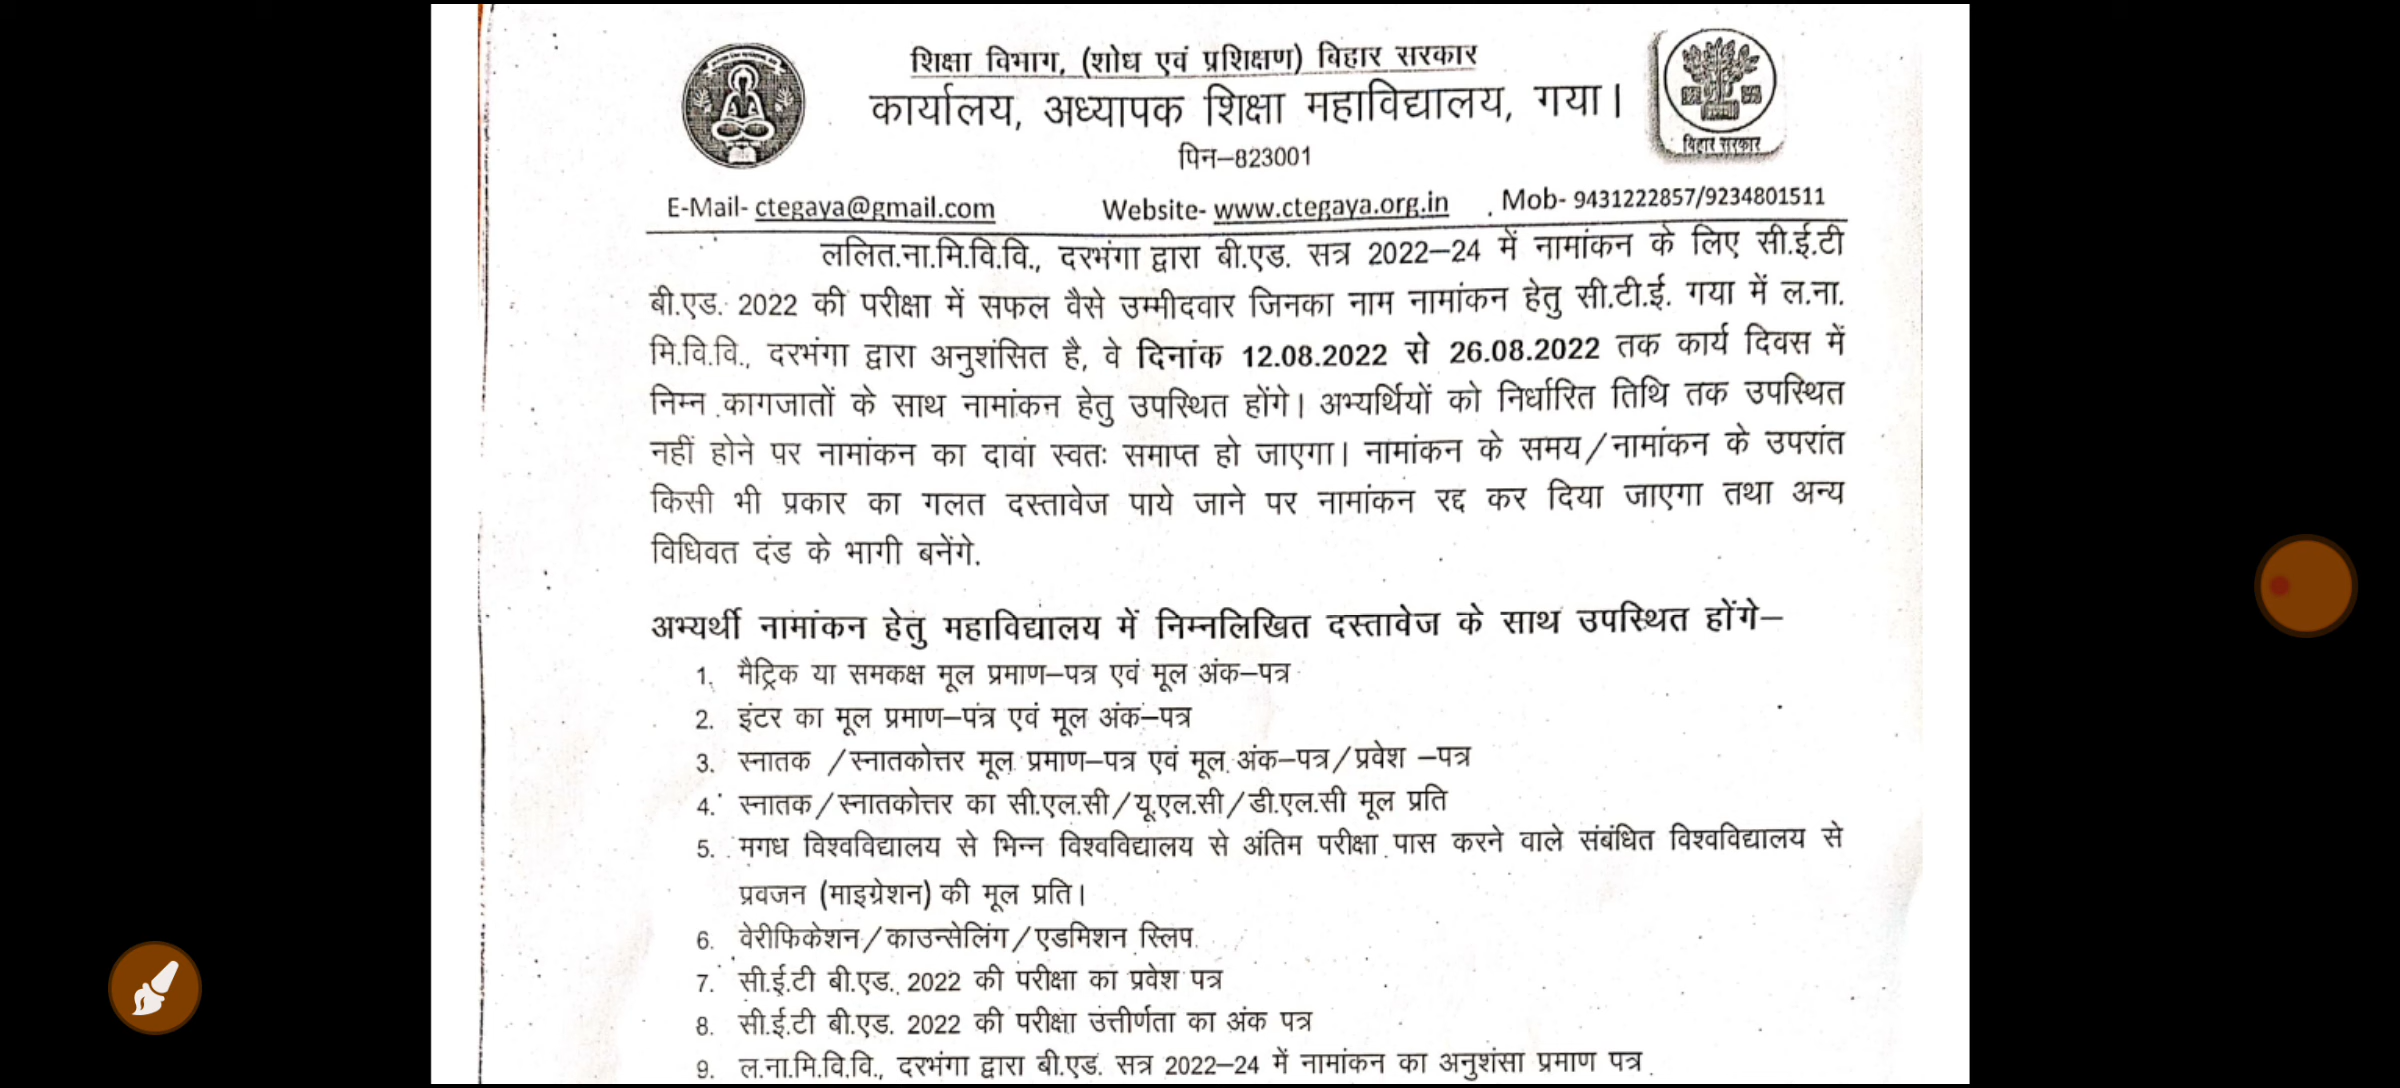 शिक्षा विभाग, (शोध एवं प्रशिक्षण) बिहार सरकार
कार्यालय, अध्यापक शिक्षा महाविद्यालय, गया।
बिहार सरकार
पिन–823001
E-Mail- ctegaya@gmail.com Website- www.ctegaya.org.in Mob- 9431222857/9234801511
ललित.ना.मि.वि.वि., दरभंगा द्वारा बी.एड. सत्र 2022–24 में नामांकन के लिए सी.ई.टी
बी.एड. 2022 की परीक्षा में सफल वैसे उम्मीदवार जिनका नाम नामांकन हेतु सी.टी.ई. गया में ल.ना.
मि.वि.वि., दरभंगा द्वारा अनुशंसित है, वे दिनांक 12.08.2022 से 26.08.2022 तक कार्य दिवस में
निम्न कागजातों के साथ नामांकन हेतु उपस्थित होंगे। अभ्यर्थियों को निर्धारित तिथि तक उपस्थित
नहीं होने पर नामांकन का दावां स्वतः समाप्त हो जाएगा। नामांकन के समय/नामांकन के उपरांत
किसी भी प्रकार का गलत दस्तावेज पाये जाने पर नामांकन रद्द कर दिया जाएगा तथा अन्य
विधिवत दंड के भागी बनेंगे.
अभ्यर्थी नामांकन हेतु महाविद्यालय में निम्नलिखित दस्तावेज के साथ उपस्थित होंगे–
1. मैट्रिक या समकक्ष मूल प्रमाण–पत्र एवं मूल अंक–पत्र
2. इंटर का मूल प्रमाण–पत्र एवं मूल अंक–पत्र
3. स्नातक /स्नातकोत्तर मूल प्रमाण–पत्र एवं मूल अंक–पत्र/प्रवेश –पत्र
4. स्नातक/स्नातकोत्तर का सी.एल.सी/यू.एल.सी/डी.एल.सी मूल प्रति
5. मगध विश्वविद्यालय से भिन्न विश्वविद्यालय से अंतिम परीक्षा पास करने वाले संबंधित विश्वविद्यालय से
प्रवजन (माइग्रेशन) की मूल प्रति।
6. वेरीफिकेशन/काउन्सेलिंग/एडमिशन स्लिप
7. सी.ई.टी बी.एड. 2022 की परीक्षा का प्रवेश पत्र
8. सी.ई.टी बी.एड. 2022 की परीक्षा उत्तीर्णता का अंक पत्र
9. ल.ना.मि.वि.वि., दरभंगा द्वारा बी.एड. सत्र 2022–24 में नामांकन का अनुशंसा प्रमाण पत्र